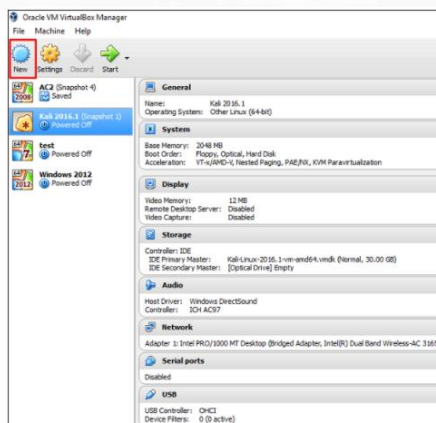 Oracle VM VirtualBox Manager
File Machine Help
New Settings Discard Start
AC2 (Snapshot 4)
Saved
Kali 2016.1 (Snapshot 1)
Powered Off
test
Powered Off
Windows 2012
Powered Off
General
Name: Kali 2016.1
Operating System: Other Linux (64-bit)
System
Base Memory: 2048 MB
Boot Order: Floppy, Optical, Hard Disk
Acceleration: VT-x/AMD-V, Nested Paging, PAE/NX, KVM Paravirtualization
Display
Video Memory: 12 MB
Remote Desktop Server: Disabled
Video Capture: Disabled
Storage
Controller: IDE
IDE Primary Master: Kali-Linux-2016.1-vm-amd64.vmdk (Normal, 30.00 GB)
IDE Secondary Master: [Optical Drive] Empty
Audio
Host Driver: Windows DirectSound
Controller: ICH AC97
Network
Adapter 1: Intel PRO/1000 MT Desktop (Bridged Adapter, Intel(R) Dual Band Wireless-AC 3165
Serial ports
Disabled
USB
USB Controller: OHCI
Device Filters: 0 (0 active)